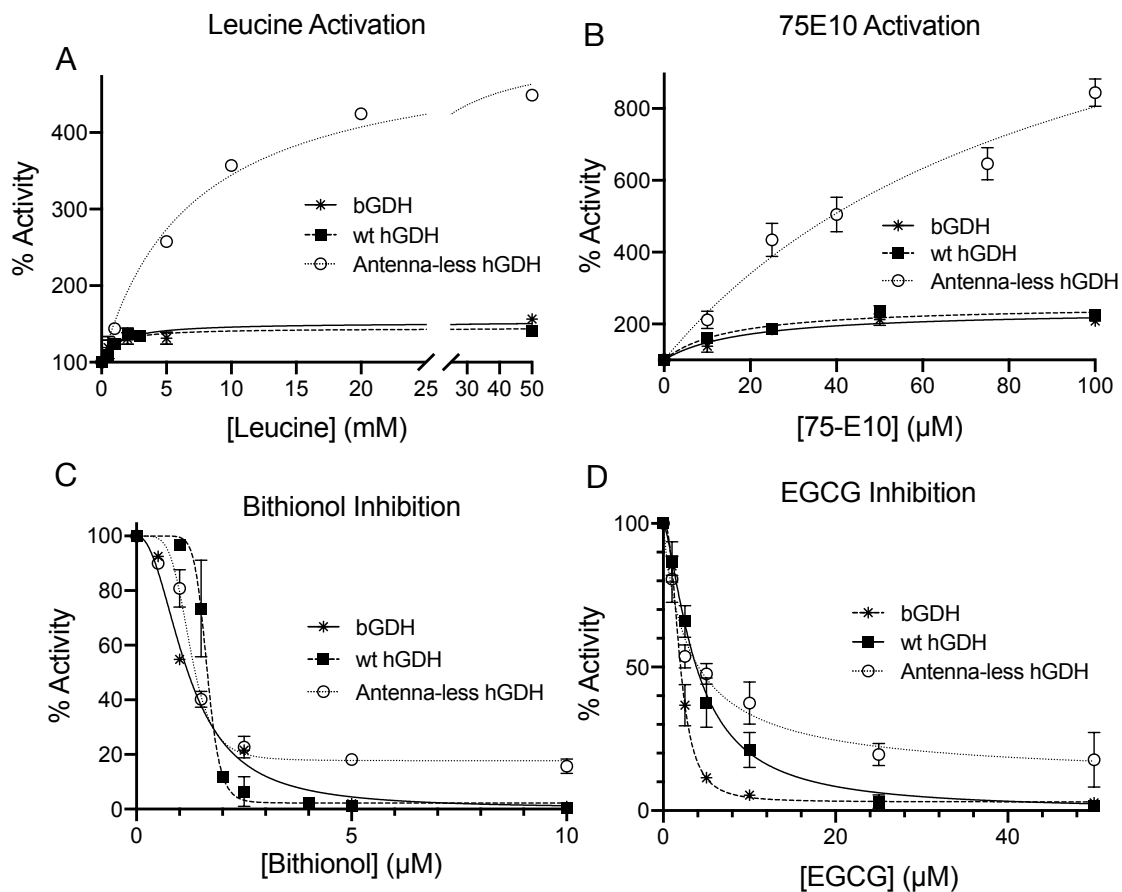 Leucine Activation
A
% Activity
400
300
200
100
bGDH
wt hGDH
Antenna-less hGDH
0 5 10 15 20 25 30 40 50
[Leucine] (mM)
75E10 Activation
B
% Activity
800
600
400
200
bGDH
wt hGDH
Antenna-less hGDH
0 20 40 60 80 100
[75-E10] (µM)
C
Bithionol Inhibition
% Activity
100
80
60
40
20
0
bGDH
wt hGDH
Antenna-less hGDH
0 5 10
[Bithionol] (µM)
D
EGCG Inhibition
% Activity
100
50
0
bGDH
wt hGDH
Antenna-less hGDH
0 20 40
[EGCG] (µM)